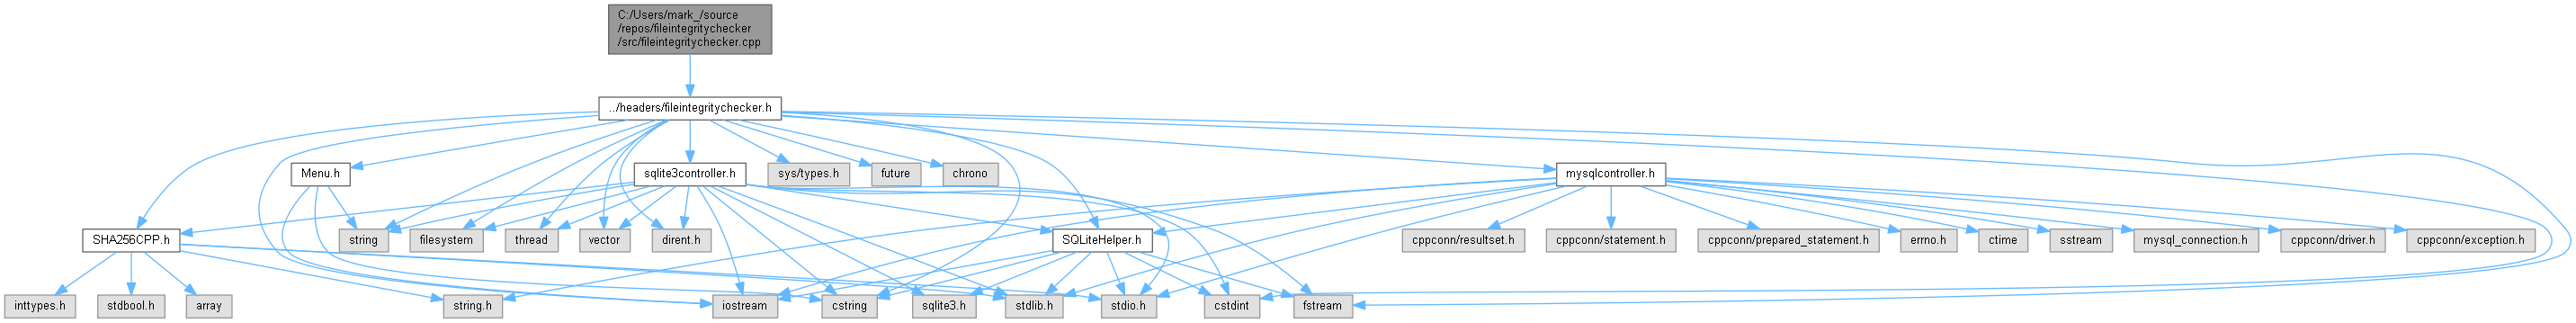 C:/Users/mark_/source
/repos/fileintegritychecker
/src/fileintegritychecker.cpp
../headers/fileintegritychecker.h
Menu.h
sqlite3controller.h
sys/types.h
future
chrono
mysqlcontroller.h
SHA256CPP.h
string
filesystem
thread
vector
dirent.h
SQLiteHelper.h
cppconn/resultset.h
cppconn/statement.h
cppconn/prepared_statement.h
errno.h
ctime
sstream
mysql_connection.h
cppconn/driver.h
cppconn/exception.h
inttypes.h
stdbool.h
array
string.h
iostream
cstring
sqlite3.h
stdlib.h
stdio.h
cstdint
fstream